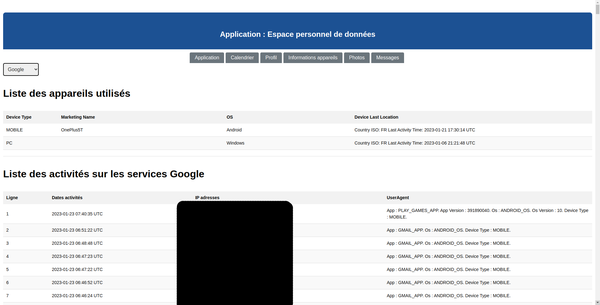 Application : Espace personnel de données
Application Calendrier Profil Informations appareils Photos Messages
Google
Liste des appareils utilisés
Device Type Marketing Name OS Device Last Location
MOBILE OnePlus5T Android Country ISO: FR Last Activity Time: 2023-01-21 17:30:14 UTC
PC Windows Country ISO: FR Last Activity Time: 2023-01-06 21:21:48 UTC
Liste des activités sur les services Google
Ligne Dates activités IP adresses UserAgent
1 2023-01-23 07:40:35 UTC App : PLAY_GAMES_APP. App Version : 391890040. Os : ANDROID_OS. Os Version : 10. Device Type
: MOBILE.
2 2023-01-23 06:51:22 UTC App : GMAIL_APP. Os : ANDROID_OS. Device Type : MOBILE.
3 2023-01-23 06:48:48 UTC App : GMAIL_APP. Os : ANDROID_OS. Device Type : MOBILE.
4 2023-01-23 06:47:23 UTC App : GMAIL_APP. Os : ANDROID_OS. Device Type : MOBILE.
5 2023-01-23 06:47:22 UTC App : GMAIL_APP. Os : ANDROID_OS. Device Type : MOBILE.
6 2023-01-23 06:46:52 UTC App : GMAIL_APP. Os : ANDROID_OS. Device Type : MOBILE.
7 2023-01-23 06:46:24 UTC App : GMAIL_APP. Os : ANDROID_OS. Device Type : MOBILE.